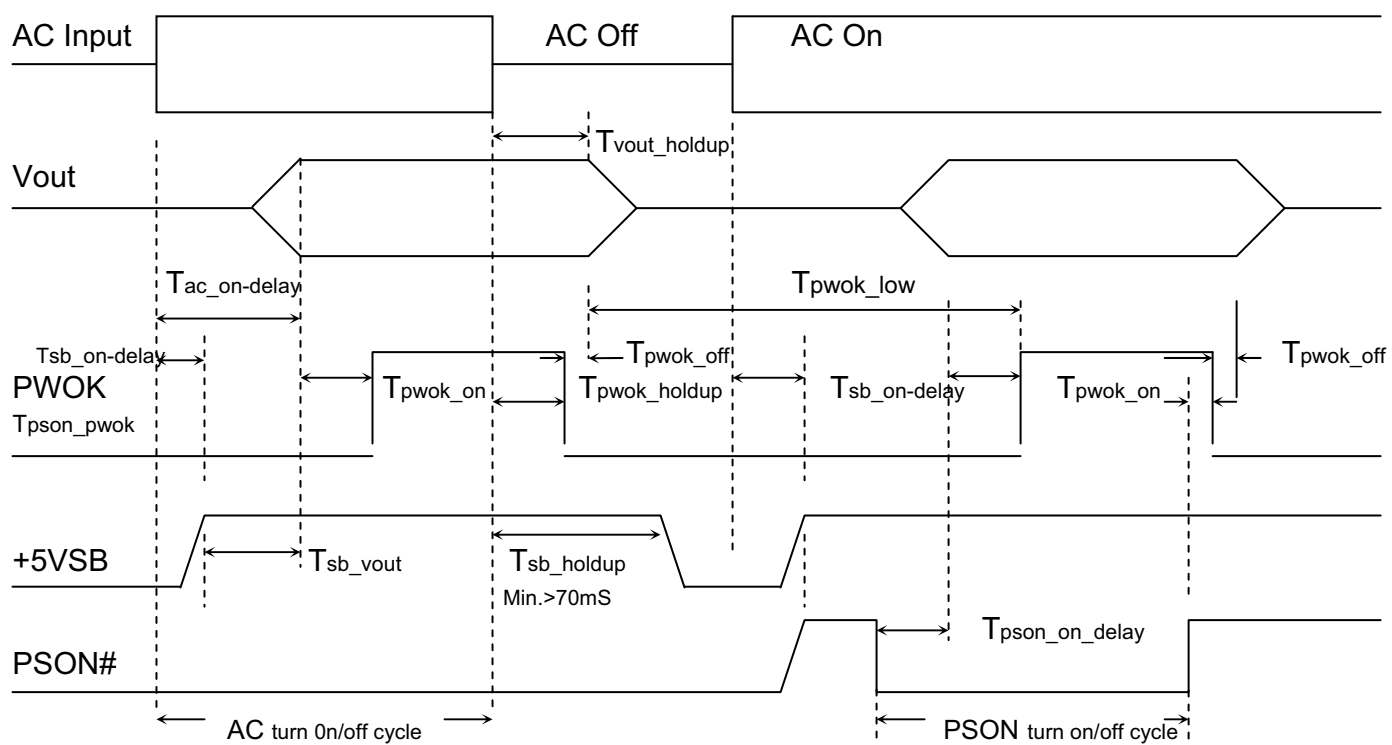 AC Input
AC Off
AC On
Tvout_holdup
Vout
Tac_on-delay
Tpwok_low
Tsb_on-delay
Tpwok_off
Tpwok_off
PWOK
Tpwok_on
Tpwok_holdup
Tsb_on-delay
Tpwok_on
Tpson_pwok
+5VSB
Tsb_vout
Tsb_holdup
Min.>70mS
Tpson_on_delay
PSON#
AC turn 0n/off cycle
PSON turn on/off cycle